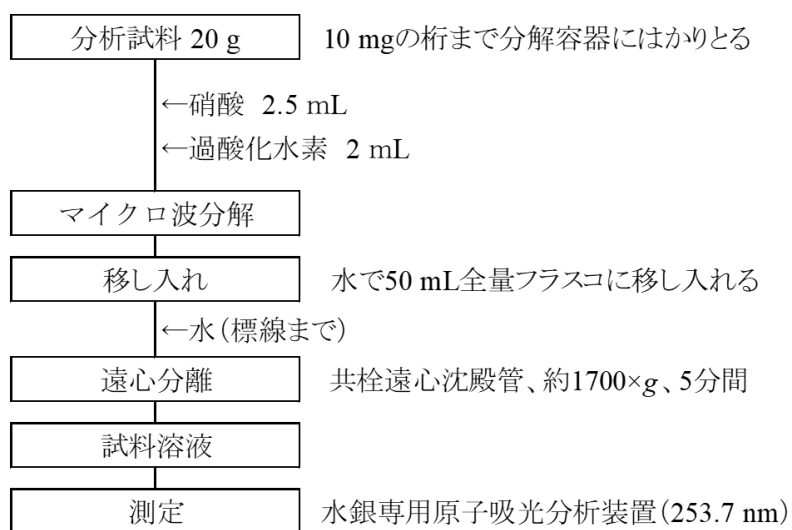 分析試料 20 g 10 mgの桁まで分解容器にはかりとる
←硝酸 2.5 mL
←過酸化水素 2 mL
マイクロ波分解
移し入れ 水で50 mL全量フラスコに移し入れる
←水(標線まで)
遠心分離 共栓遠心沈殿管、約1700×g、5分間
試料溶液
測定 水銀専用原子吸光分析装置(253.7 nm)